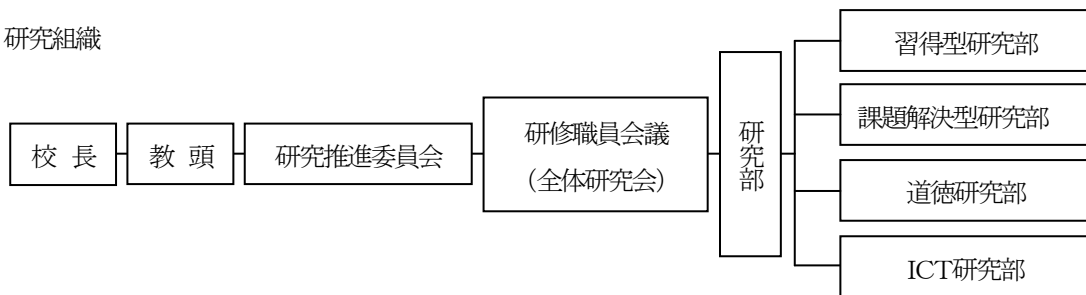 研究組織
校 長
教 頭
研究推進委員会
研修職員会議
（全体研究会）
研究部
習得型研究部
課題解決型研究部
道徳研究部
ICT研究部